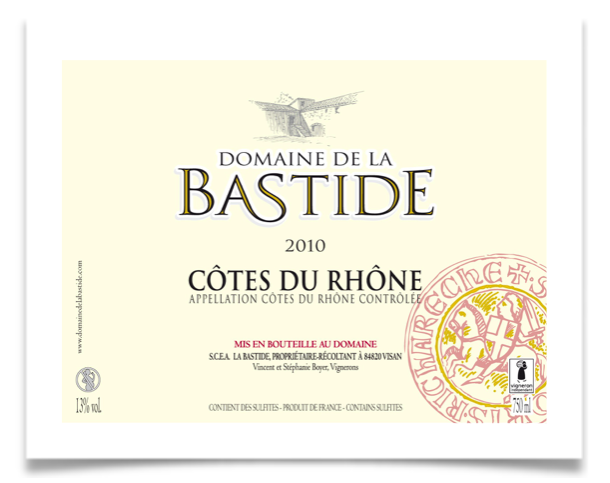 DOMAINE DE LA
BASTIDE
2010
CÔTES DU RHÔNE
APPELLATION CÔTES DU RHÔNE CONTRÔLÉE
www.domainedelabastide.com
MIS EN BOUTEILLE AU DOMAINE
S.C.E.A. LA BASTIDE, PROPRIÉTAIRE-RÉCOLTANT À 84820 VISAN
Vincent et Stéphanie Boyer, Vignerons
vigneron
indépendant
13% vol.
CONTIENT DES SULFITES - PRODUIT DE FRANCE - CONTAINS SULFITES
750 ml